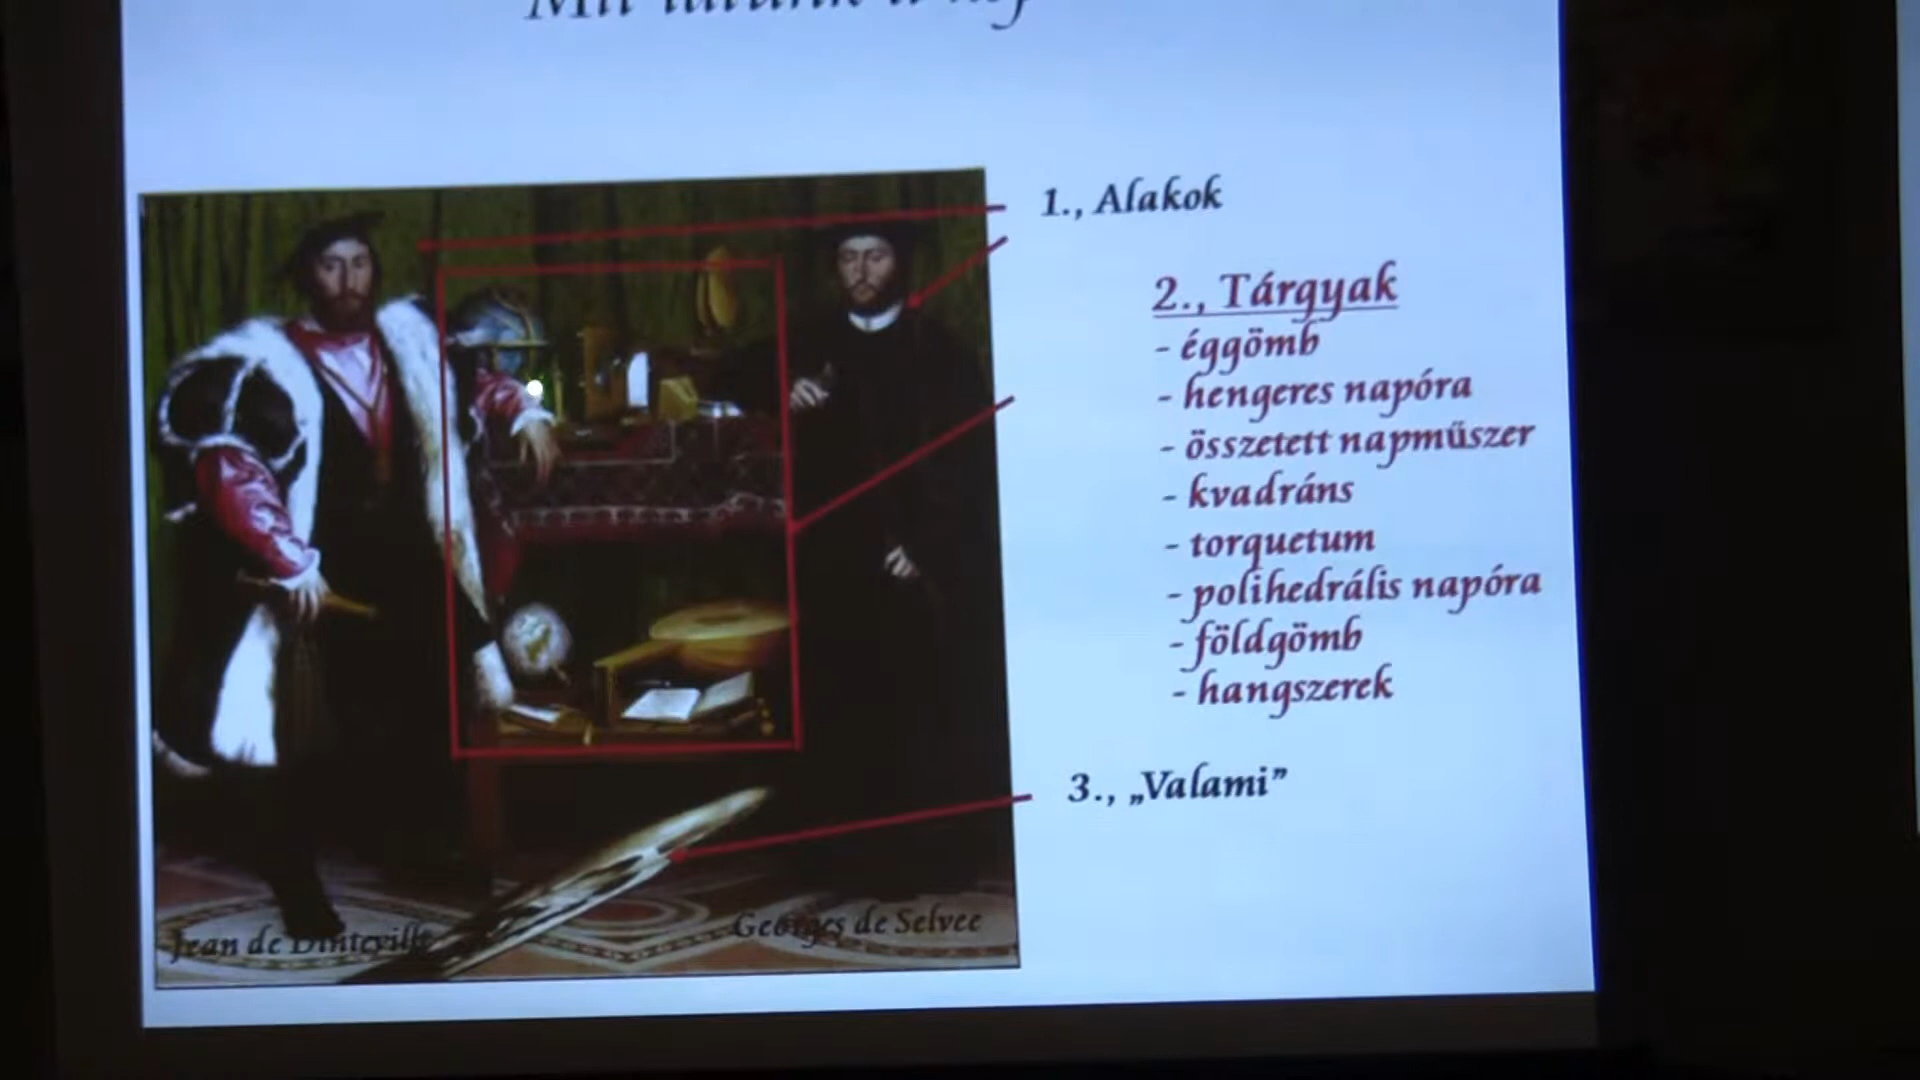 1., Alakok
2., Tárgyak
- éggömb
- hengeres napóra
- összetett napműszer
- kvadráns
- torquetum
- polihedrális napóra
- földgömb
- hangszerek
3., „Valami”
Jean de Dinteville
Georges de Selvee